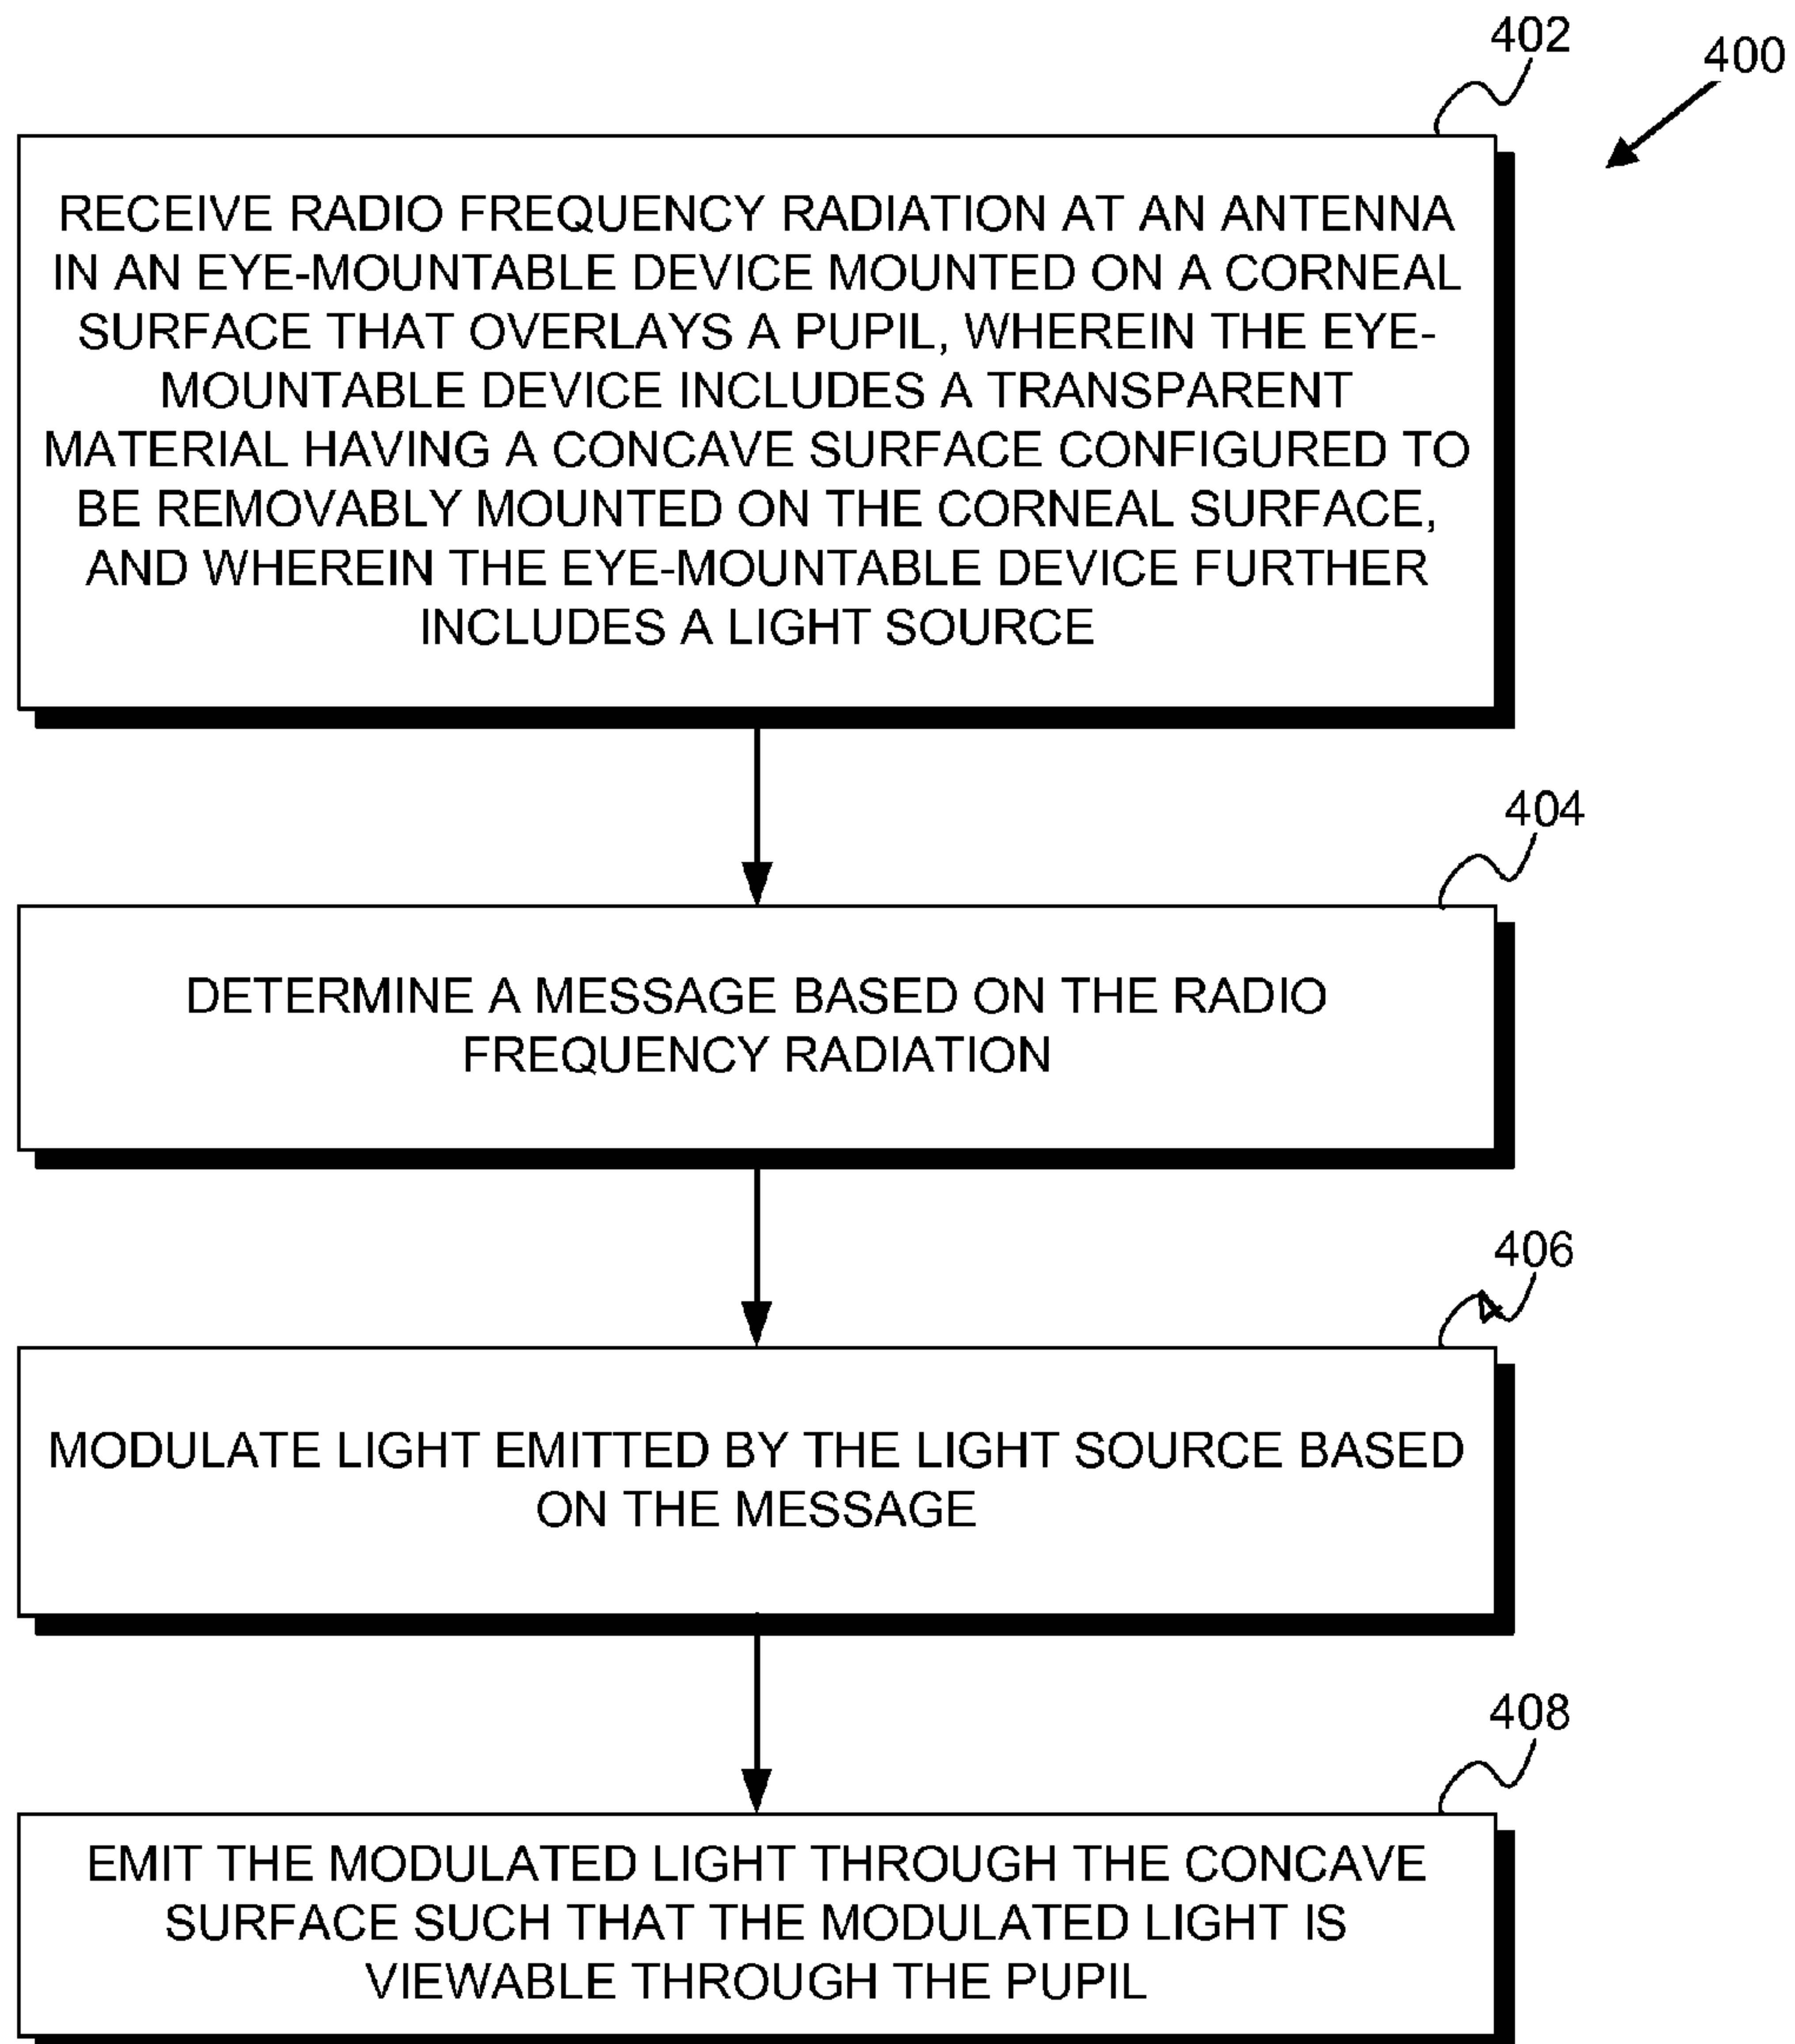 402
400
RECEIVE RADIO FREQUENCY RADIATION AT AN ANTENNA
IN AN EYE-MOUNTABLE DEVICE MOUNTED ON A CORNEAL
SURFACE THAT OVERLAYS A PUPIL, WHEREIN THE EYE-
MOUNTABLE DEVICE INCLUDES A TRANSPARENT
MATERIAL HAVING A CONCAVE SURFACE CONFIGURED TO
BE REMOVABLY MOUNTED ON THE CORNEAL SURFACE,
AND WHEREIN THE EYE-MOUNTABLE DEVICE FURTHER
INCLUDES A LIGHT SOURCE
404
DETERMINE A MESSAGE BASED ON THE RADIO
FREQUENCY RADIATION
406
MODULATE LIGHT EMITTED BY THE LIGHT SOURCE BASED
ON THE MESSAGE
408
EMIT THE MODULATED LIGHT THROUGH THE CONCAVE
SURFACE SUCH THAT THE MODULATED LIGHT IS
VIEWABLE THROUGH THE PUPIL